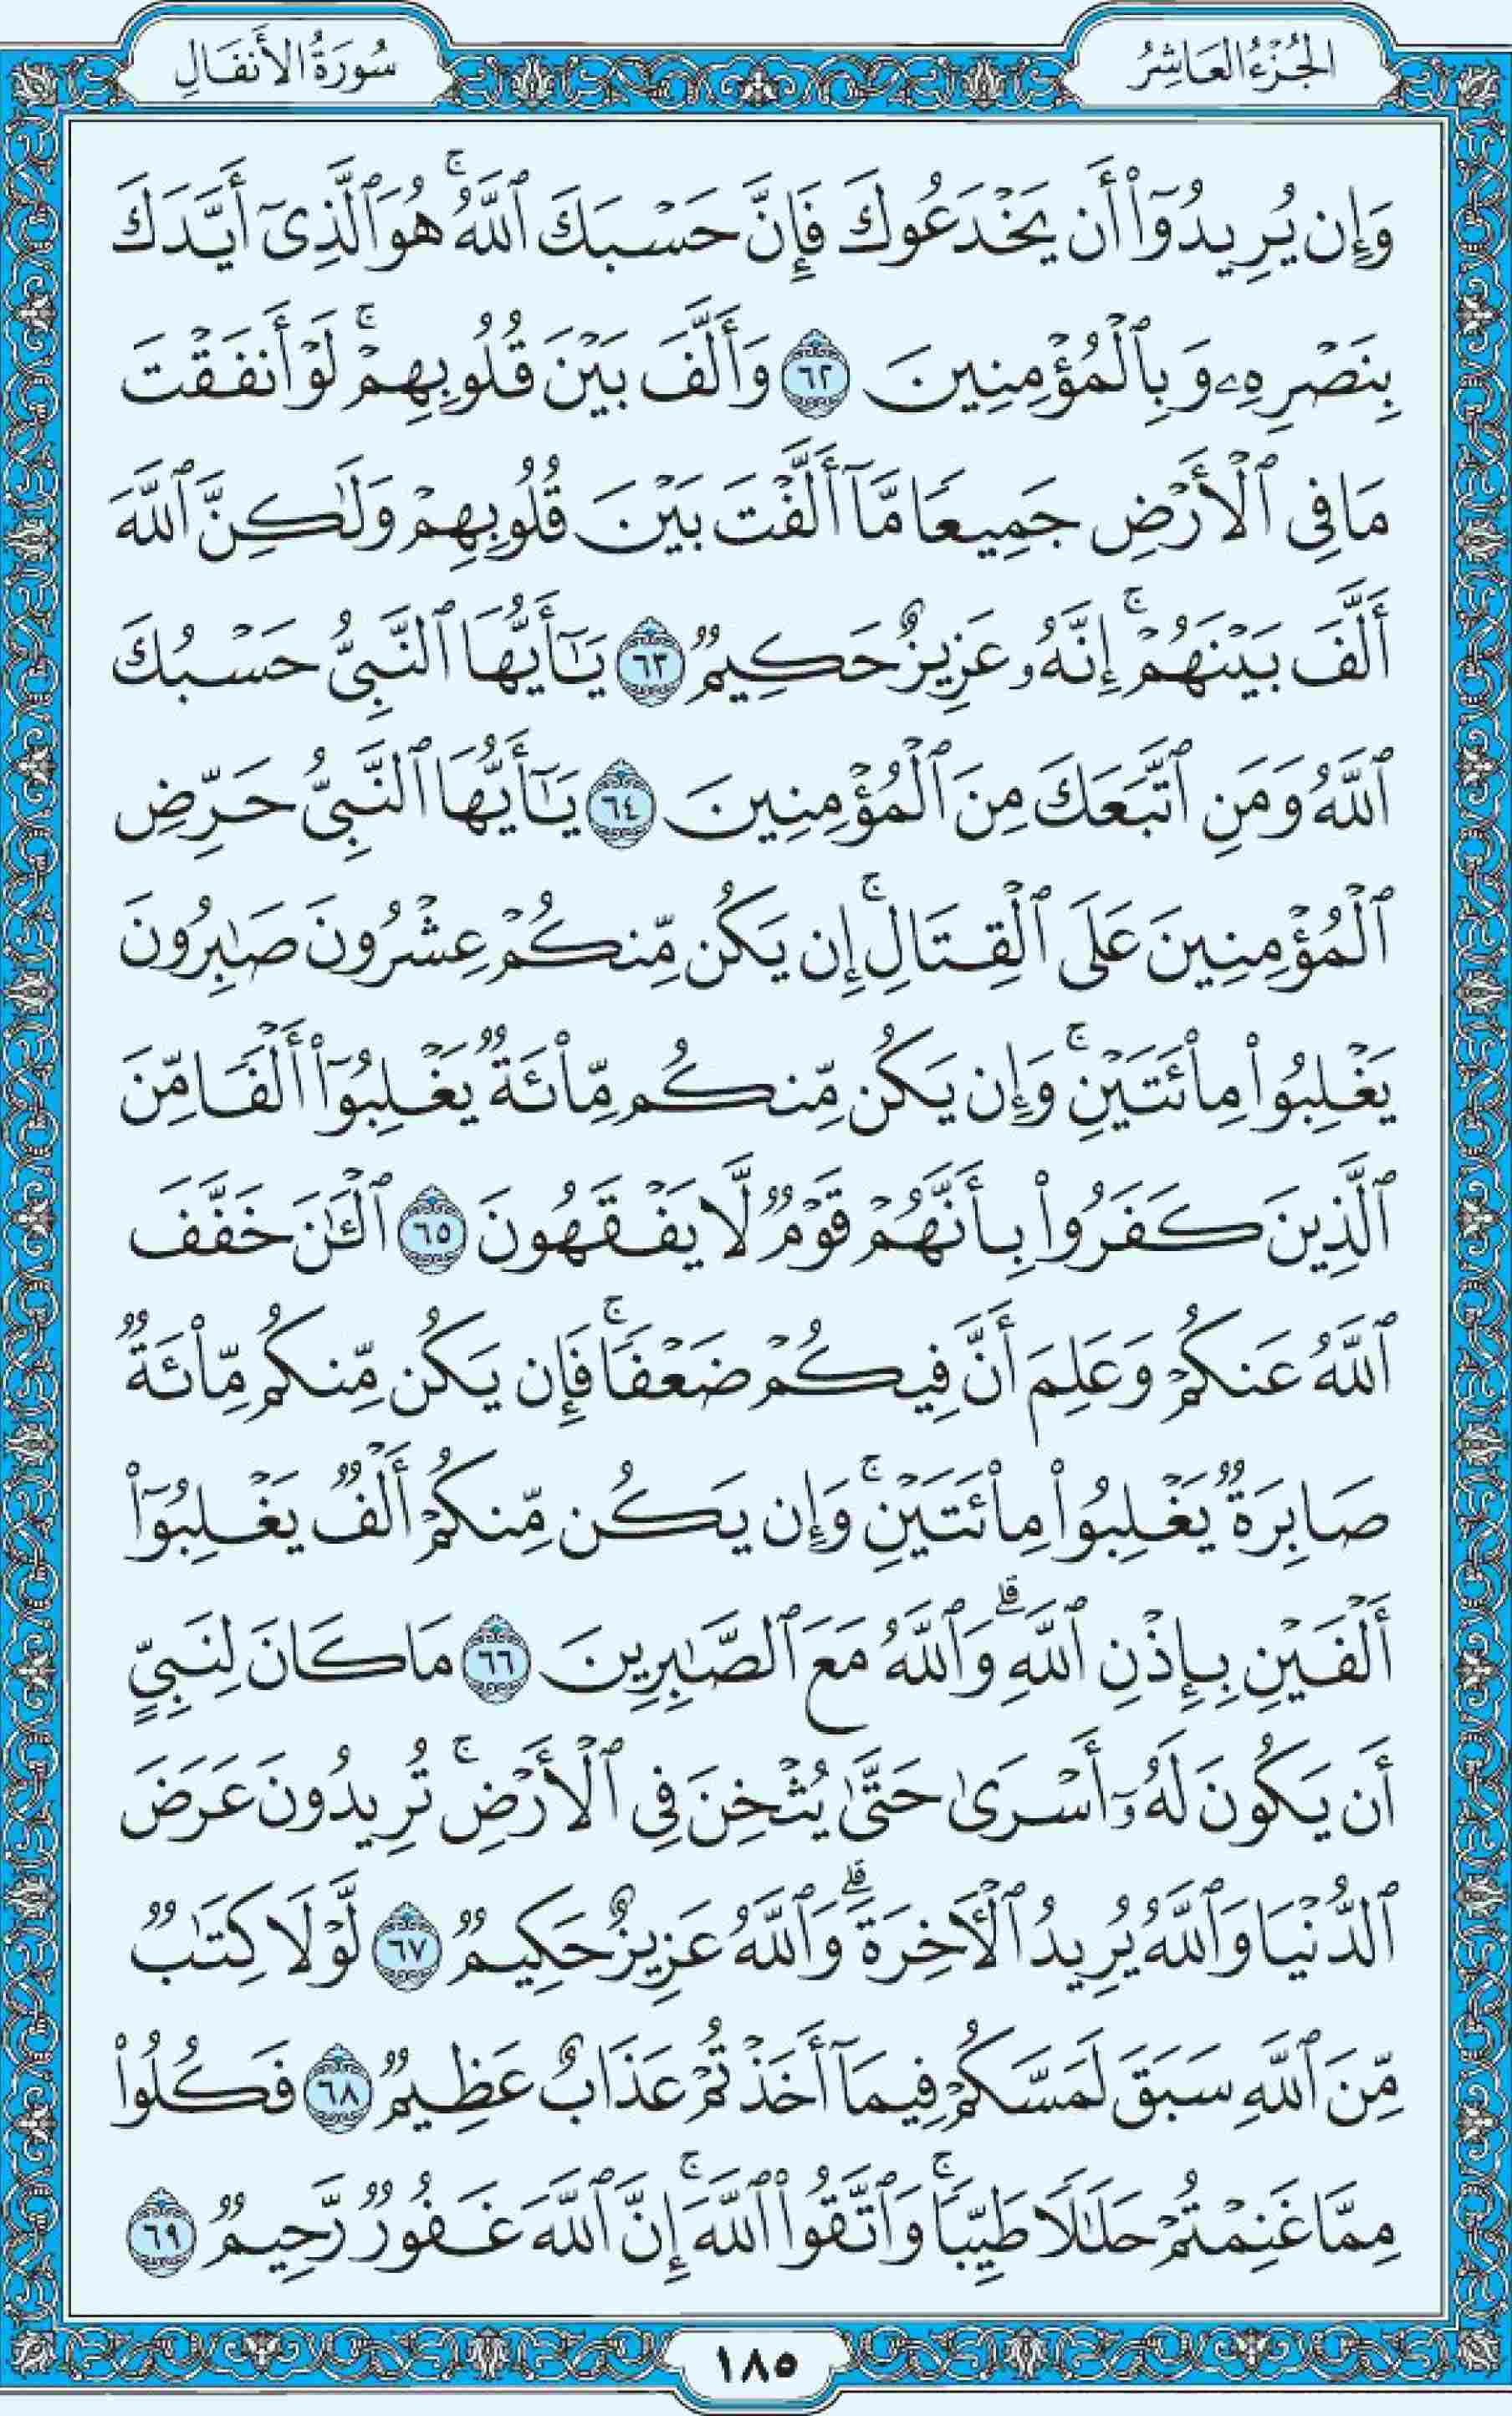 الجُزْءُ العَاشِرُ
سُورَةُ الأَنفَالِ
وَإِن يُرِيدُوٓا۟ أَن يَخْدَعُوكَ فَإِنَّ حَسْبَكَ ٱللَّهُ ۚ هُوَ ٱلَّذِىٓ أَيَّدَكَ
بِنَصْرِهِۦ وَبِٱلْمُؤْمِنِينَ ٦٢ وَأَلَّفَ بَيْنَ قُلُوبِهِمْ ۚ لَوْ أَنفَقْتَ
مَا فِى ٱلْأَرْضِ جَمِيعًا مَّآ أَلَّفْتَ بَيْنَ قُلُوبِهِمْ وَلَٰكِنَّ ٱللَّهَ
أَلَّفَ بَيْنَهُمْ ۚ إِنَّهُۥ عَزِيزٌ حَكِيمٌ ٦٣ يَٰٓأَيُّهَا ٱلنَّبِىُّ حَسْبُكَ
ٱللَّهُ وَمَنِ ٱتَّبَعَكَ مِنَ ٱلْمُؤْمِنِينَ ٦٤ يَٰٓأَيُّهَا ٱلنَّبِىُّ حَرِّضِ
ٱلْمُؤْمِنِينَ عَلَى ٱلْقِتَالِ ۚ إِن يَكُن مِّنكُمْ عِشْرُونَ صَٰبِرُونَ
يَغْلِبُوا۟ مِا۟ئَتَيْنِ ۚ وَإِن يَكُن مِّنكُم مِّا۟ئَةٌ يَغْلِبُوٓا۟ أَلْفًا مِّنَ
ٱلَّذِينَ كَفَرُوا۟ بِأَنَّهُمْ قَوْمٌ لَّا يَفْقَهُونَ ٦٥ ٱلْـَٰٔنَ خَفَّفَ
ٱللَّهُ عَنكُمْ وَعَلِمَ أَنَّ فِيكُمْ ضَعْفًا ۚ فَإِن يَكُن مِّنكُم مِّا۟ئَةٌ
صَابِرَةٌ يَغْلِبُوا۟ مِا۟ئَتَيْنِ ۚ وَإِن يَكُن مِّنكُمْ أَلْفٌ يَغْلِبُوٓا۟
أَلْفَيْنِ بِإِذْنِ ٱللَّهِ ۗ وَٱللَّهُ مَعَ ٱلصَّٰبِرِينَ ٦٦ مَا كَانَ لِنَبِىٍّ
أَن يَكُونَ لَهُۥٓ أَسْرَىٰ حَتَّىٰ يُثْخِنَ فِى ٱلْأَرْضِ ۚ تُرِيدُونَ عَرَضَ
ٱلدُّنْيَا وَٱللَّهُ يُرِيدُ ٱلْـَٔاخِرَةَ ۗ وَٱللَّهُ عَزِيزٌ حَكِيمٌ ٦٧ لَّوْلَا كِتَٰبٌ
مِّنَ ٱللَّهِ سَبَقَ لَمَسَّكُمْ فِيمَآ أَخَذْتُمْ عَذَابٌ عَظِيمٌ ٦٨ فَكُلُوا۟
مِمَّا غَنِمْتُمْ حَلَٰلًا طَيِّبًا ۚ وَٱتَّقُوا۟ ٱللَّهَ ۚ إِنَّ ٱللَّهَ غَفُورٌ رَّحِيمٌ ٦٩
١٨٥